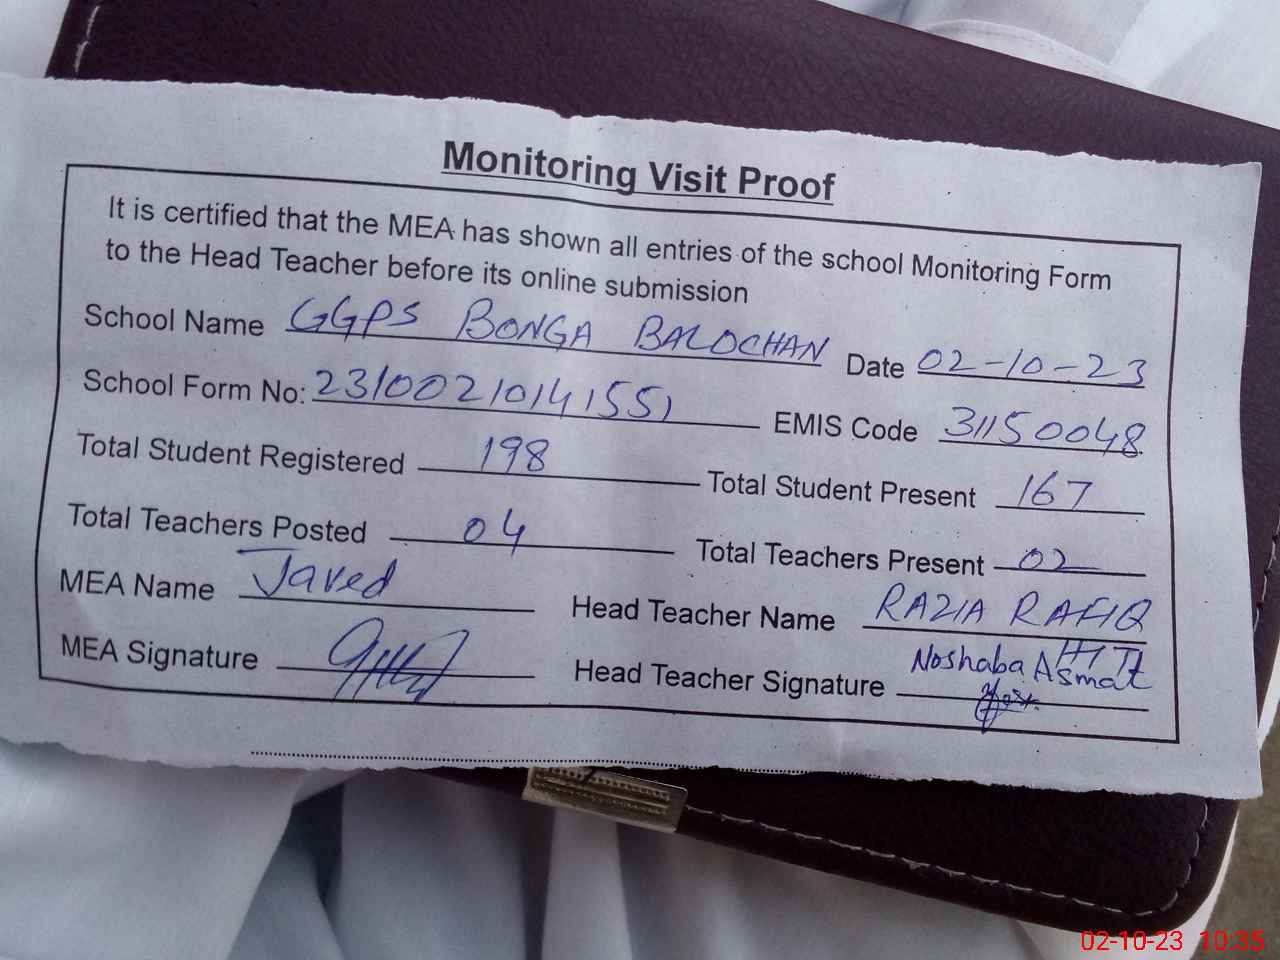 Monitoring Visit Proof
It is certified that the MEA has shown all entries of the school Monitoring Form
to the Head Teacher before its online submission
School Name GGPS BONGA BALOCHAN Date 02-10-23
School Form No: 23100210141551 EMIS Code 31150048
Total Student Registered 198 Total Student Present 167
Total Teachers Posted 04 Total Teachers Present 02
MEA Name Javed Head Teacher Name RAZIA RAFIQ
MEA Signature Head Teacher Signature Noshaba Asmat
02-10-23 10:35